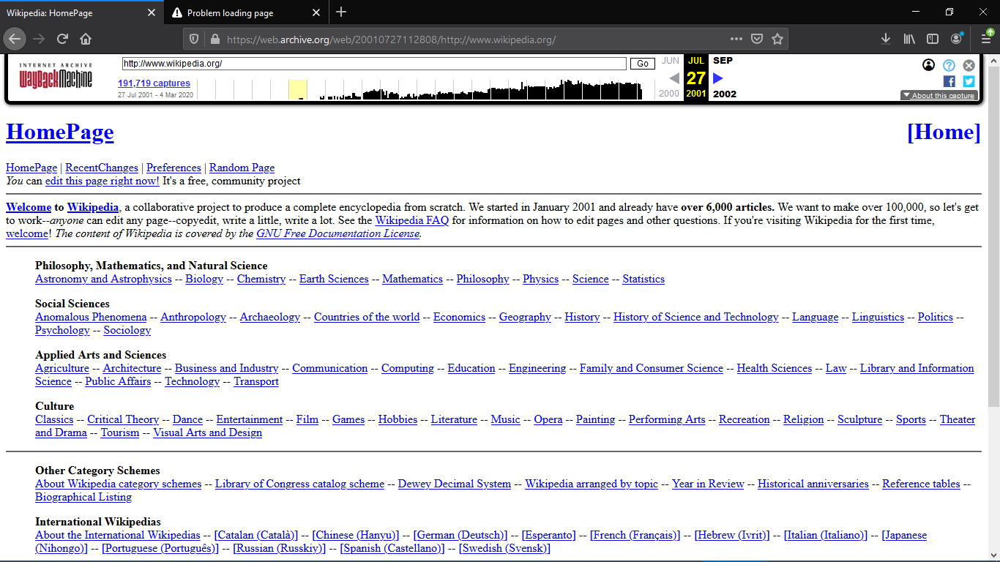 Wikipedia: HomePage
Problem loading page
https://web.archive.org/web/20010727112808/http://www.wikipedia.org/
INTERNET ARCHIVE
WayBackMachine
http://www.wikipedia.org/
Go
JUN
JUL
SEP
191,719 captures
27
27 Jul 2001 - 4 Mar 2020
2000
2001
2002
About this capture
HomePage
[Home]
HomePage | RecentChanges | Preferences | Random Page
You can edit this page right now! It's a free, community project
Welcome to Wikipedia, a collaborative project to produce a complete encyclopedia from scratch. We started in January 2001 and already have over 6,000 articles. We want to make over 100,000, so let's get
to work--anyone can edit any page--copyedit, write a little, write a lot. See the Wikipedia FAQ for information on how to edit pages and other questions. If you're visiting Wikipedia for the first time,
welcome! The content of Wikipedia is covered by the GNU Free Documentation License.
Philosophy, Mathematics, and Natural Science
Astronomy and Astrophysics -- Biology -- Chemistry -- Earth Sciences -- Mathematics -- Philosophy -- Physics -- Science -- Statistics
Social Sciences
Anomalous Phenomena -- Anthropology -- Archaeology -- Countries of the world -- Economics -- Geography -- History -- History of Science and Technology -- Language -- Linguistics -- Politics --
Psychology -- Sociology
Applied Arts and Sciences
Agriculture -- Architecture -- Business and Industry -- Communication -- Computing -- Education -- Engineering -- Family and Consumer Science -- Health Sciences -- Law -- Library and Information
Science -- Public Affairs -- Technology -- Transport
Culture
Classics -- Critical Theory -- Dance -- Entertainment -- Film -- Games -- Hobbies -- Literature -- Music -- Opera -- Painting -- Performing Arts -- Recreation -- Religion -- Sculpture -- Sports -- Theater
and Drama -- Tourism -- Visual Arts and Design
Other Category Schemes
About Wikipedia category schemes -- Library of Congress catalog scheme -- Dewey Decimal System -- Wikipedia arranged by topic -- Year in Review -- Historical anniversaries -- Reference tables --
Biographical Listing
International Wikipedias
About the International Wikipedias -- [Catalan (Català)] -- [Chinese (Hanyu)] -- [German (Deutsch)] -- [Esperanto] -- [French (Français)] -- [Hebrew (Ivrit)] -- [Italian (Italiano)] -- [Japanese
(Nihongo)] -- [Portuguese (Português)] -- [Russian (Russkiy)] -- [Spanish (Castellano)] -- [Swedish (Svensk)]